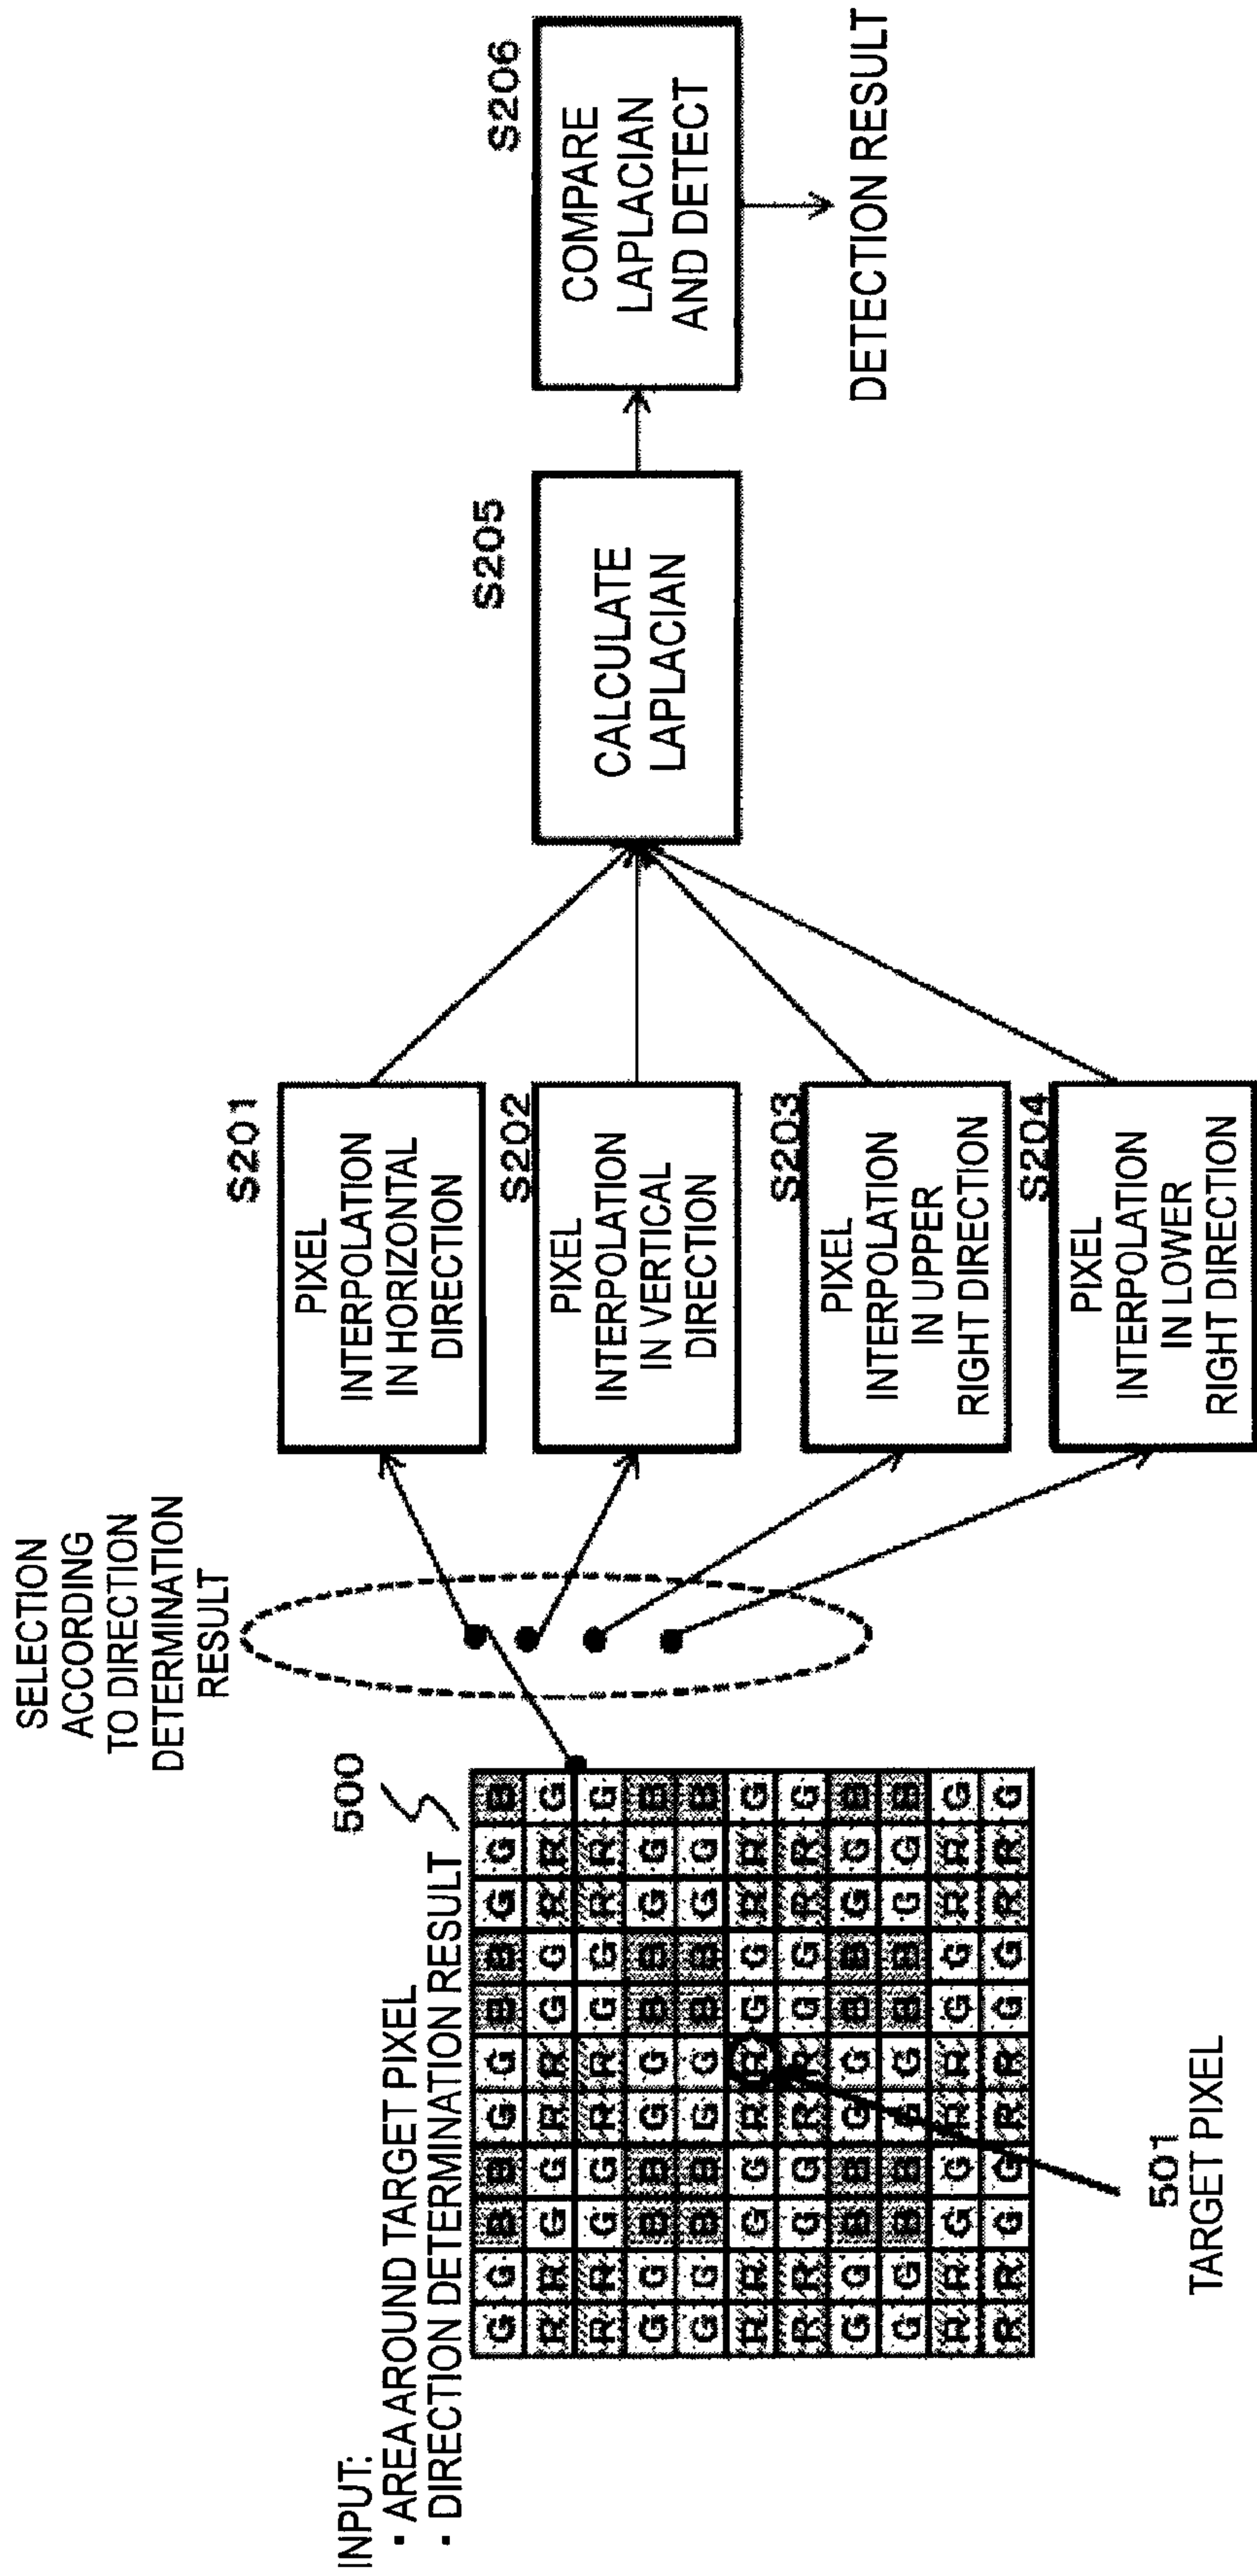 SELECTION
ACCORDING
TO DIRECTION
DETERMINATION
RESULT
INPUT:
· AREA AROUND TARGET PIXEL
· DIRECTION DETERMINATION RESULT
500
G G B B G G B B G G B
R R G G R R G G R R G
R R G G R R G G R R G
G G B B G G B B G G B
G G B B G G B B G G B
R R G G R R G G R R G
R R G G R R G G R R G
G G B B G G B B G G B
G G B B G G B B G G B
R R G G R R G G R R G
R R G G R R G G R R G
501
TARGET PIXEL
S201
PIXEL
INTERPOLATION
IN HORIZONTAL
DIRECTION
S202
PIXEL
INTERPOLATION
IN VERTICAL
DIRECTION
S203
PIXEL
INTERPOLATION
IN UPPER
RIGHT DIRECTION
S204
PIXEL
INTERPOLATION
IN LOWER
RIGHT DIRECTION
S205
CALCULATE
LAPLACIAN
S206
COMPARE
LAPLACIAN
AND DETECT
DETECTION RESULT